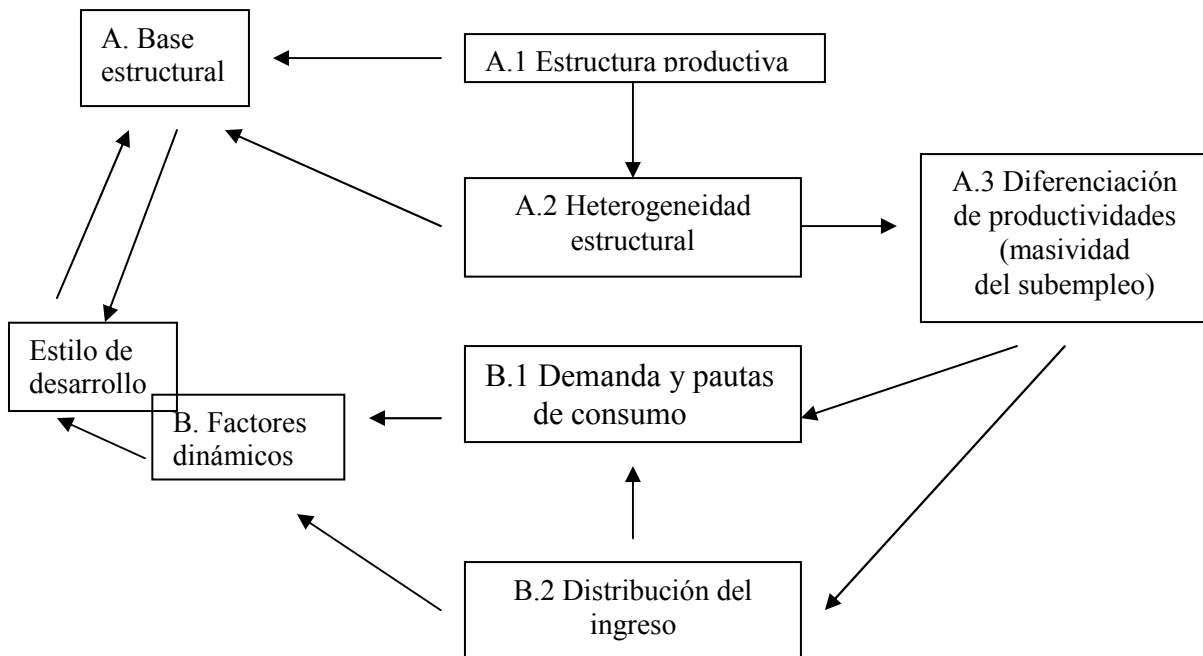 A. Base
estructural
A.1 Estructura productiva
A.2 Heterogeneidad
estructural
A.3 Diferenciación
de productividades
(masividad
del subempleo)
Estilo de
desarrollo
B. Factores
dinámicos
B.1 Demanda y pautas
de consumo
B.2 Distribución del
ingreso